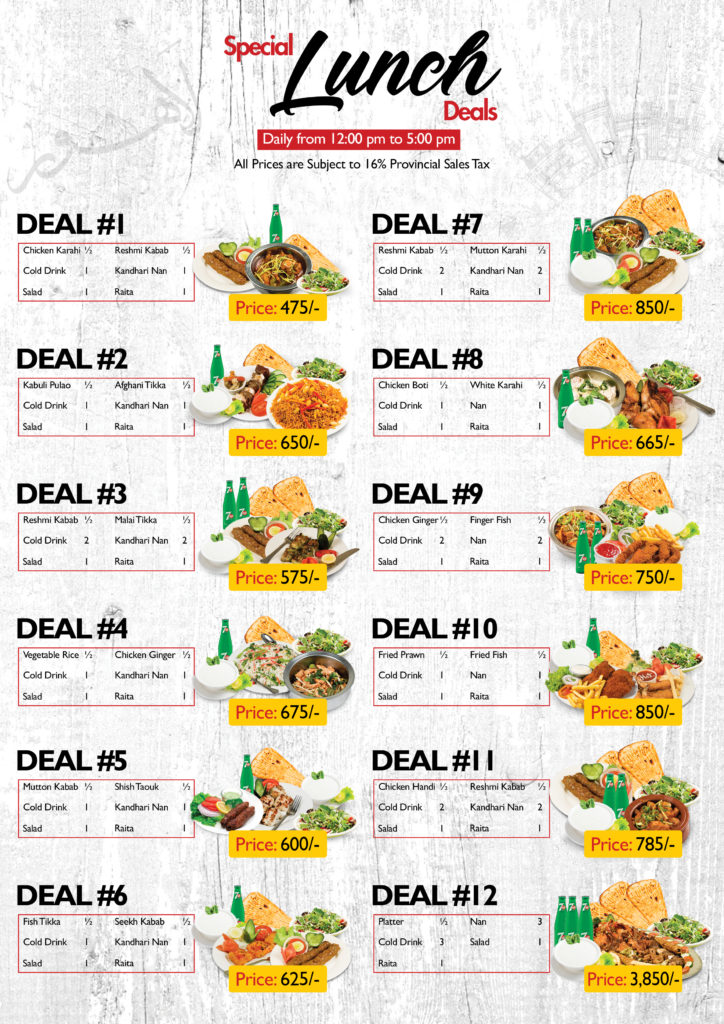 Special
Lunch
Deals
Daily from 12:00 pm to 5:00 pm
All Prices are Subject to 16% Provincial Sales Tax
DEAL #1
Chicken Karahi ½ Reshmi Kabab ½
Cold Drink 1 Kandhari Nan 1
Salad 1 Raita 1
Price: 475/-
DEAL #2
Kabuli Pulao ½ Afghani Tikka ½
Cold Drink 1 Kandhari Nan 1
Salad 1 Raita 1
Price: 650/-
DEAL #3
Reshmi Kabab ½ Malai Tikka ½
Cold Drink 2 Kandhari Nan 2
Salad 1 Raita 1
Price: 575/-
DEAL #4
Vegetable Rice ½ Chicken Ginger ½
Cold Drink 1 Kandhari Nan 1
Salad 1 Raita 1
Price: 675/-
DEAL #5
Mutton Kabab ½ Shish Taouk ½
Cold Drink 1 Kandhari Nan 1
Salad 1 Raita 1
Price: 600/-
DEAL #6
Fish Tikka ½ Seekh Kabab ½
Cold Drink 1 Kandhari Nan 1
Salad 1 Raita 1
Price: 625/-
DEAL #7
Reshmi Kabab ½ Mutton Karahi ½
Cold Drink 2 Kandhari Nan 2
Salad 1 Raita 1
Price: 850/-
DEAL #8
Chicken Boti ½ White Karahi ½
Cold Drink 1 Nan 1
Salad 1 Raita 1
Price: 665/-
DEAL #9
Chicken Ginger ½ Finger Fish ½
Cold Drink 2 Nan 2
Salad 1 Raita 1
Price: 750/-
DEAL #10
Fried Prawn ½ Fried Fish ½
Cold Drink 1 Nan 1
Salad 1 Raita 1
Price: 850/-
DEAL #11
Chicken Handi ½ Reshmi Kabab ½
Cold Drink 2 Kandhari Nan 2
Salad 1 Raita 1
Price: 785/-
DEAL #12
Platter ½ Nan 3
Cold Drink 3 Salad 1
Raita 1
Price: 3,850/-